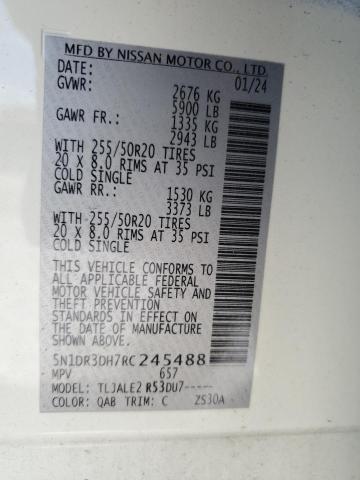 MFD BY NISSAN MOTOR CO., LTD.
DATE: 01/24
GVWR: 2676 KG
5900 LB
GAWR FR.: 1335 KG
2943 LB
WITH 255/50R20 TIRES
20 X 8.0 RIMS AT 35 PSI
COLD SINGLE
GAWR RR.: 1530 KG
3373 LB
WITH 255/50R20 TIRES
20 X 8.0 RIMS AT 35 PSI
COLD SINGLE
THIS VEHICLE CONFORMS TO
ALL APPLICABLE FEDERAL
MOTOR VEHICLE SAFETY AND
THEFT PREVENTION
STANDARDS IN EFFECT ON
THE DATE OF MANUFACTURE
SHOWN ABOVE.
5N1DR3DH7RC245488
MPV 657
MODEL: TLJALE2 R53DU7-----
COLOR: QAB TRIM: C ZS30A